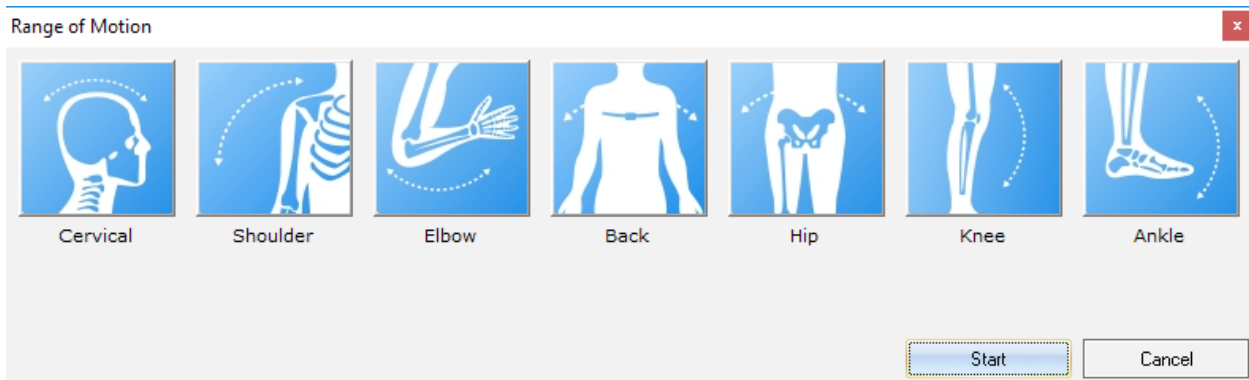 Range of Motion
x
Cervical Shoulder Elbow Back Hip Knee Ankle
Start Cancel